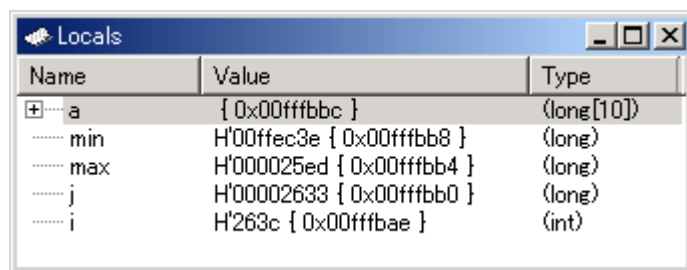 Locals
Name Value Type
a { 0x00fffbbc } (long[10])
min H'00ffec3e { 0x00fffbb8 } (long)
max H'000025ed { 0x00fffbb4 } (long)
j H'00002633 { 0x00fffbb0 } (long)
i H'263c { 0x00fffbae } (int)